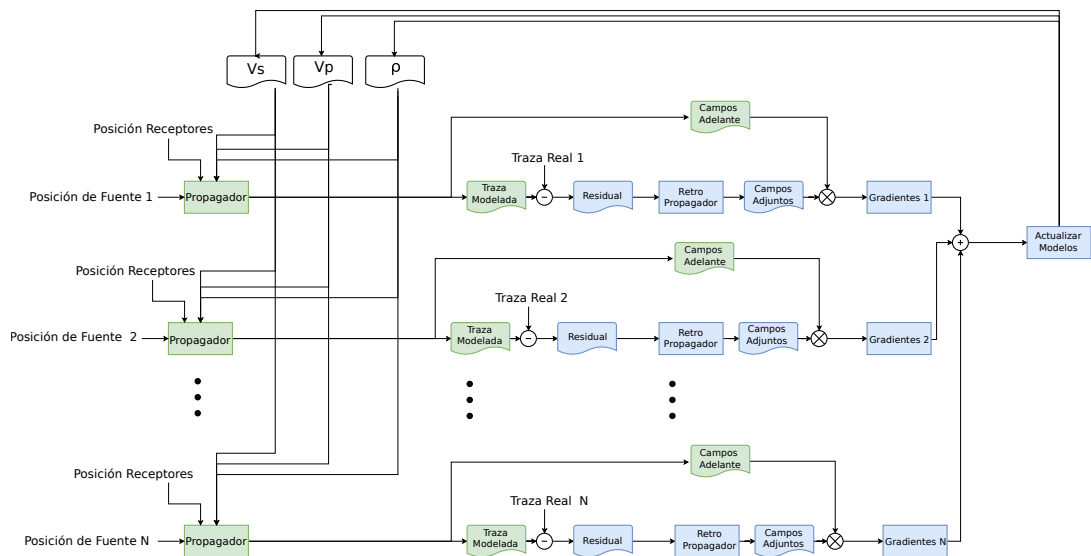 Vs
Vp
ρ
Posición Receptores
Campos
Adelante
Traza Real 1
Posición de Fuente 1
Propagador
Traza
Modelada
-
Residual
Retro
Propagador
Campos
Adjuntos
Gradientes 1
+
Actualizar
Modelos
Posición Receptores
Campos
Adelante
Traza Real 2
Posición de Fuente 2
Propagador
Traza
Modelada
-
Residual
Retro
Propagador
Campos
Adjuntos
Gradientes 2
Posición Receptores
Campos
Adelante
Traza Real N
Posición de Fuente N
Propagador
Traza
Modelada
-
Residual
Retro
Propagador
Campos
Adjuntos
Gradientes N